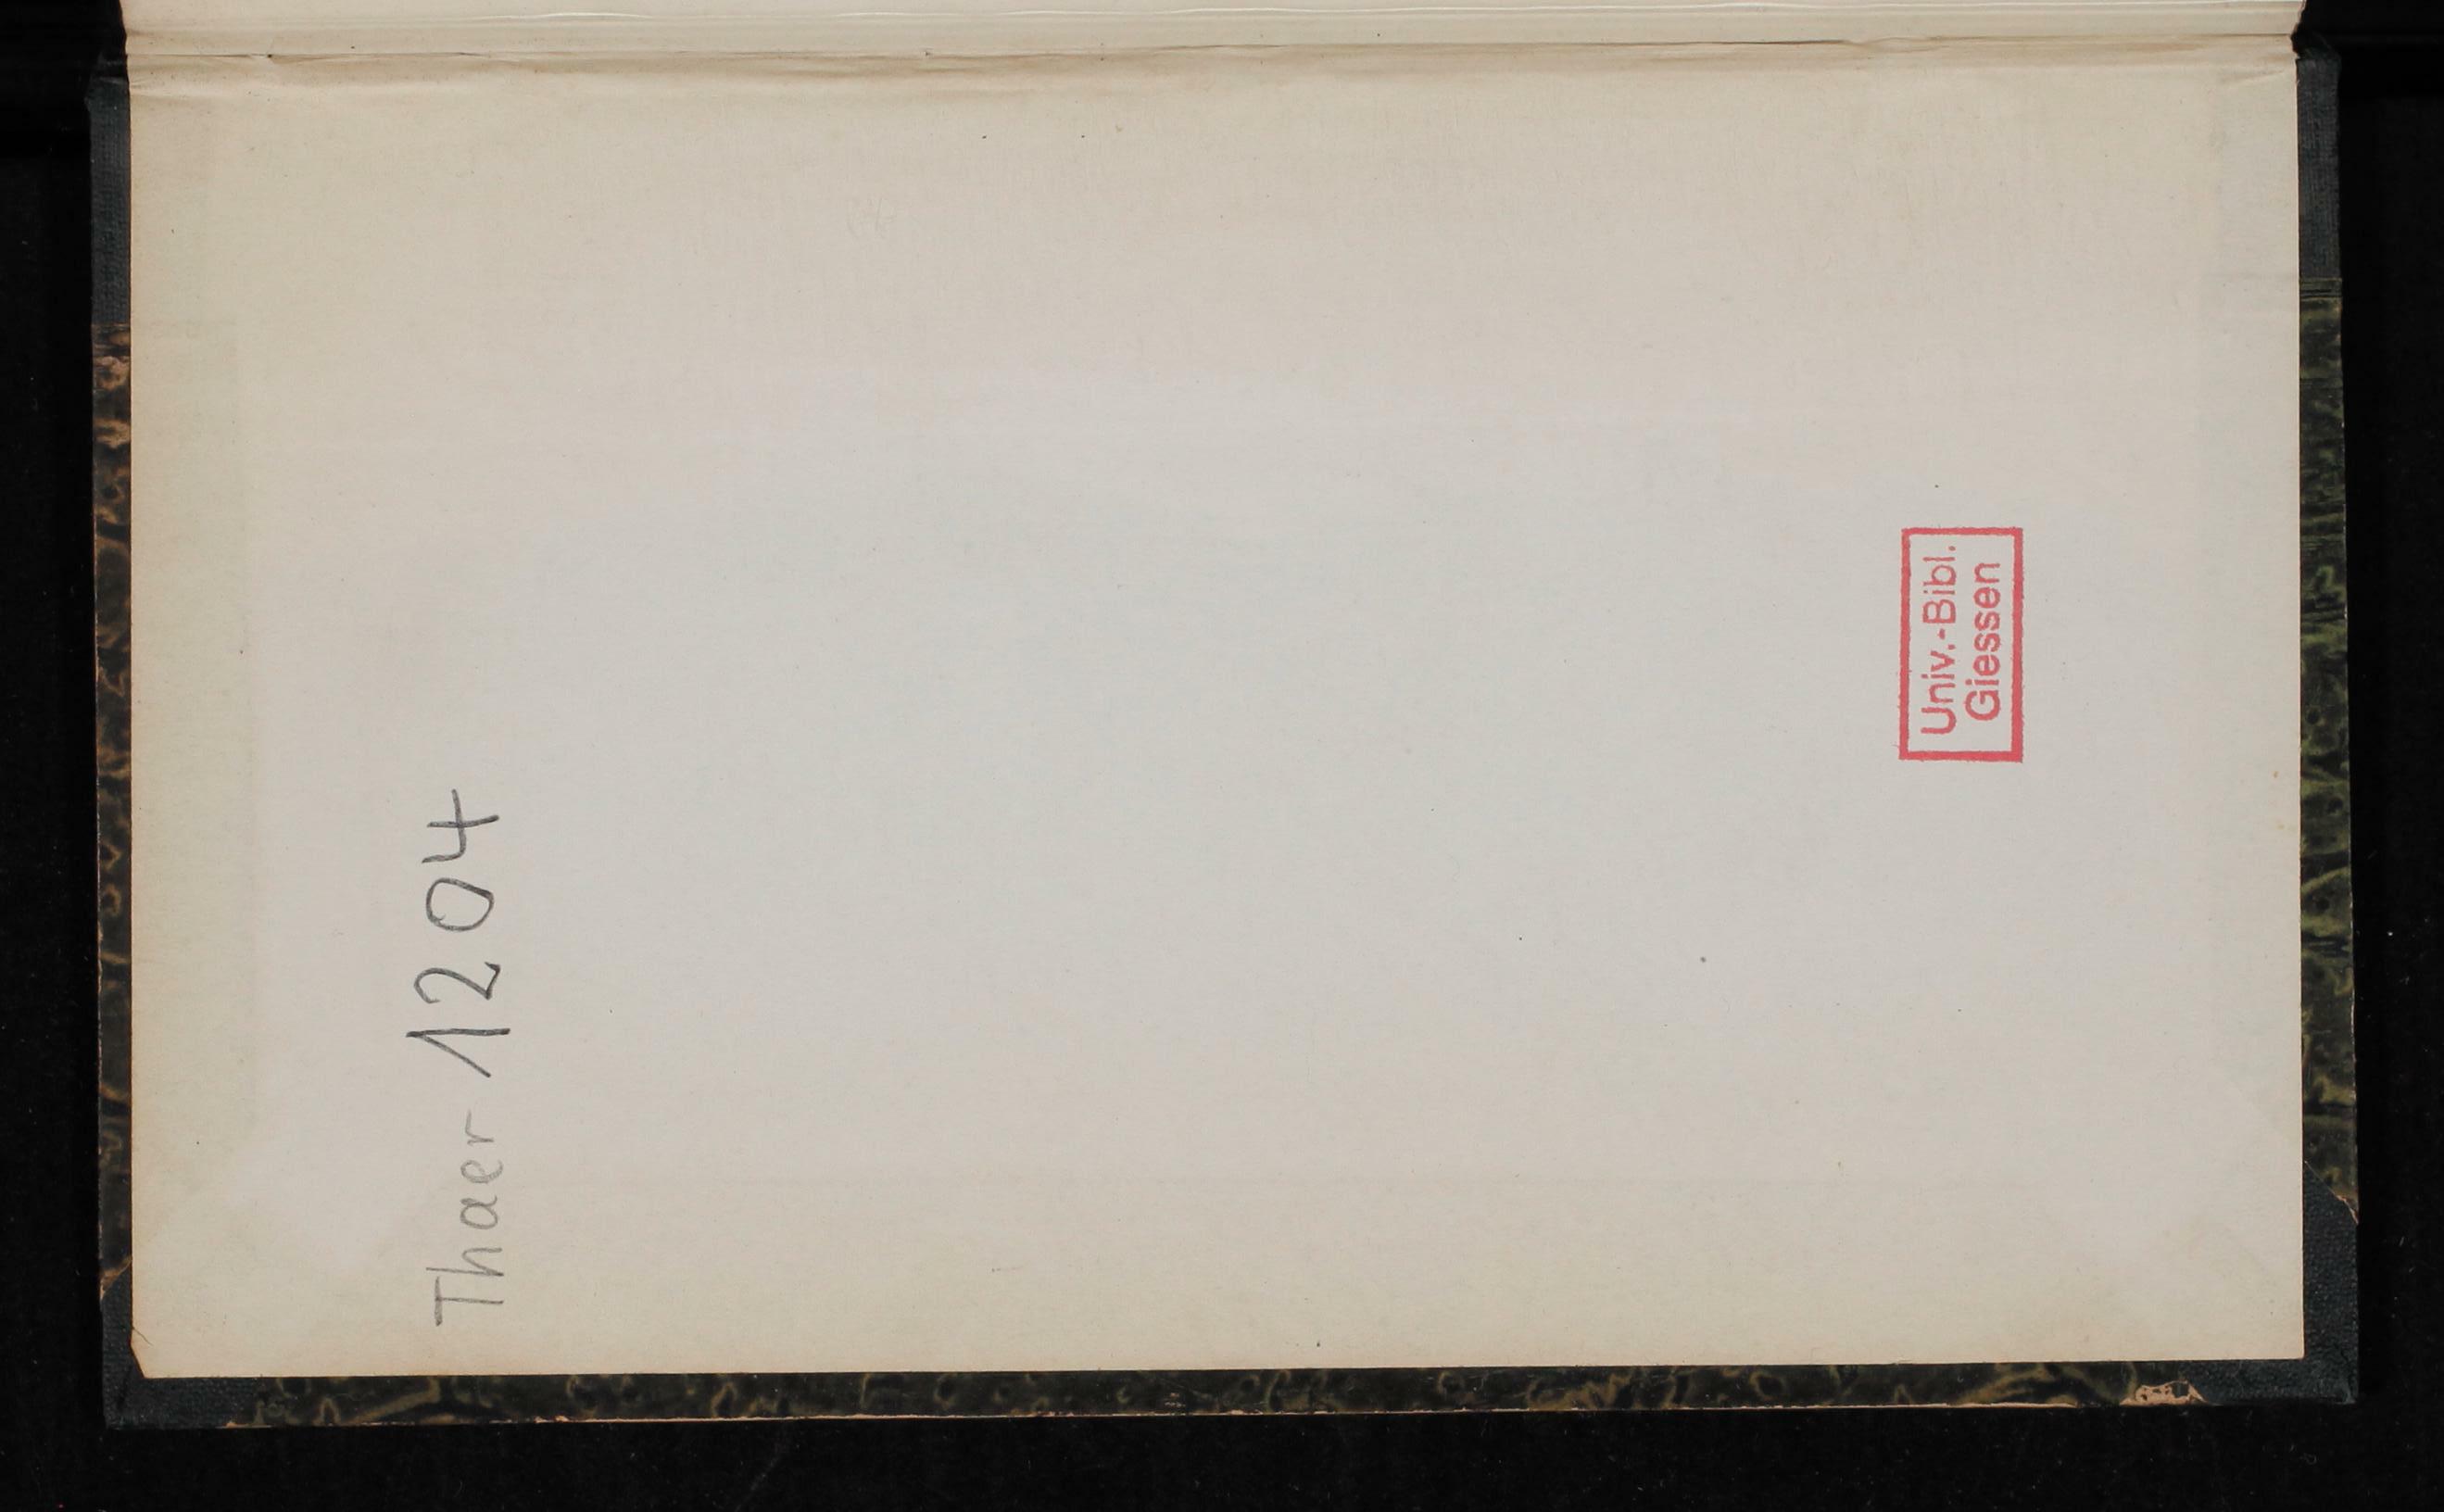 Thaer 1204
Univ.-Bibl.
Giessen